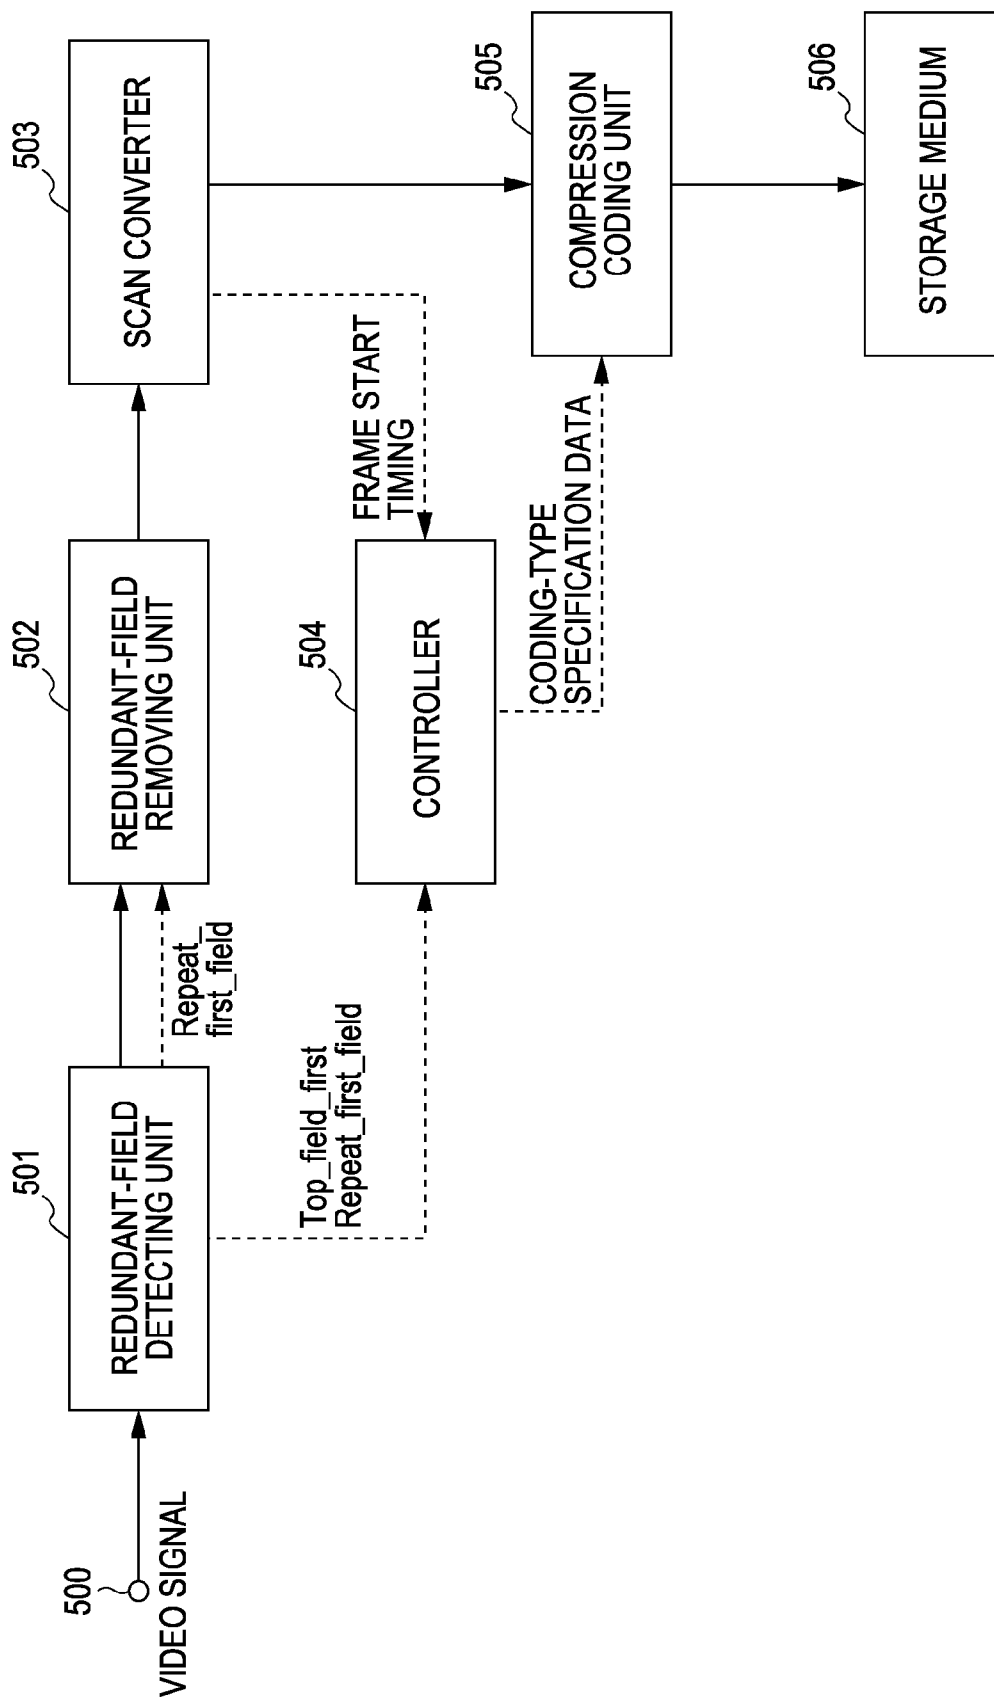 500
VIDEO SIGNAL
501
REDUNDANT-FIELD
DETECTING UNIT
Repeat_
first_field
502
REDUNDANT-FIELD
REMOVING UNIT
503
SCAN CONVERTER
Top_field_first
Repeat_first_field
504
CONTROLLER
FRAME START
TIMING
CODING-TYPE
SPECIFICATION DATA
505
COMPRESSION
CODING UNIT
506
STORAGE MEDIUM